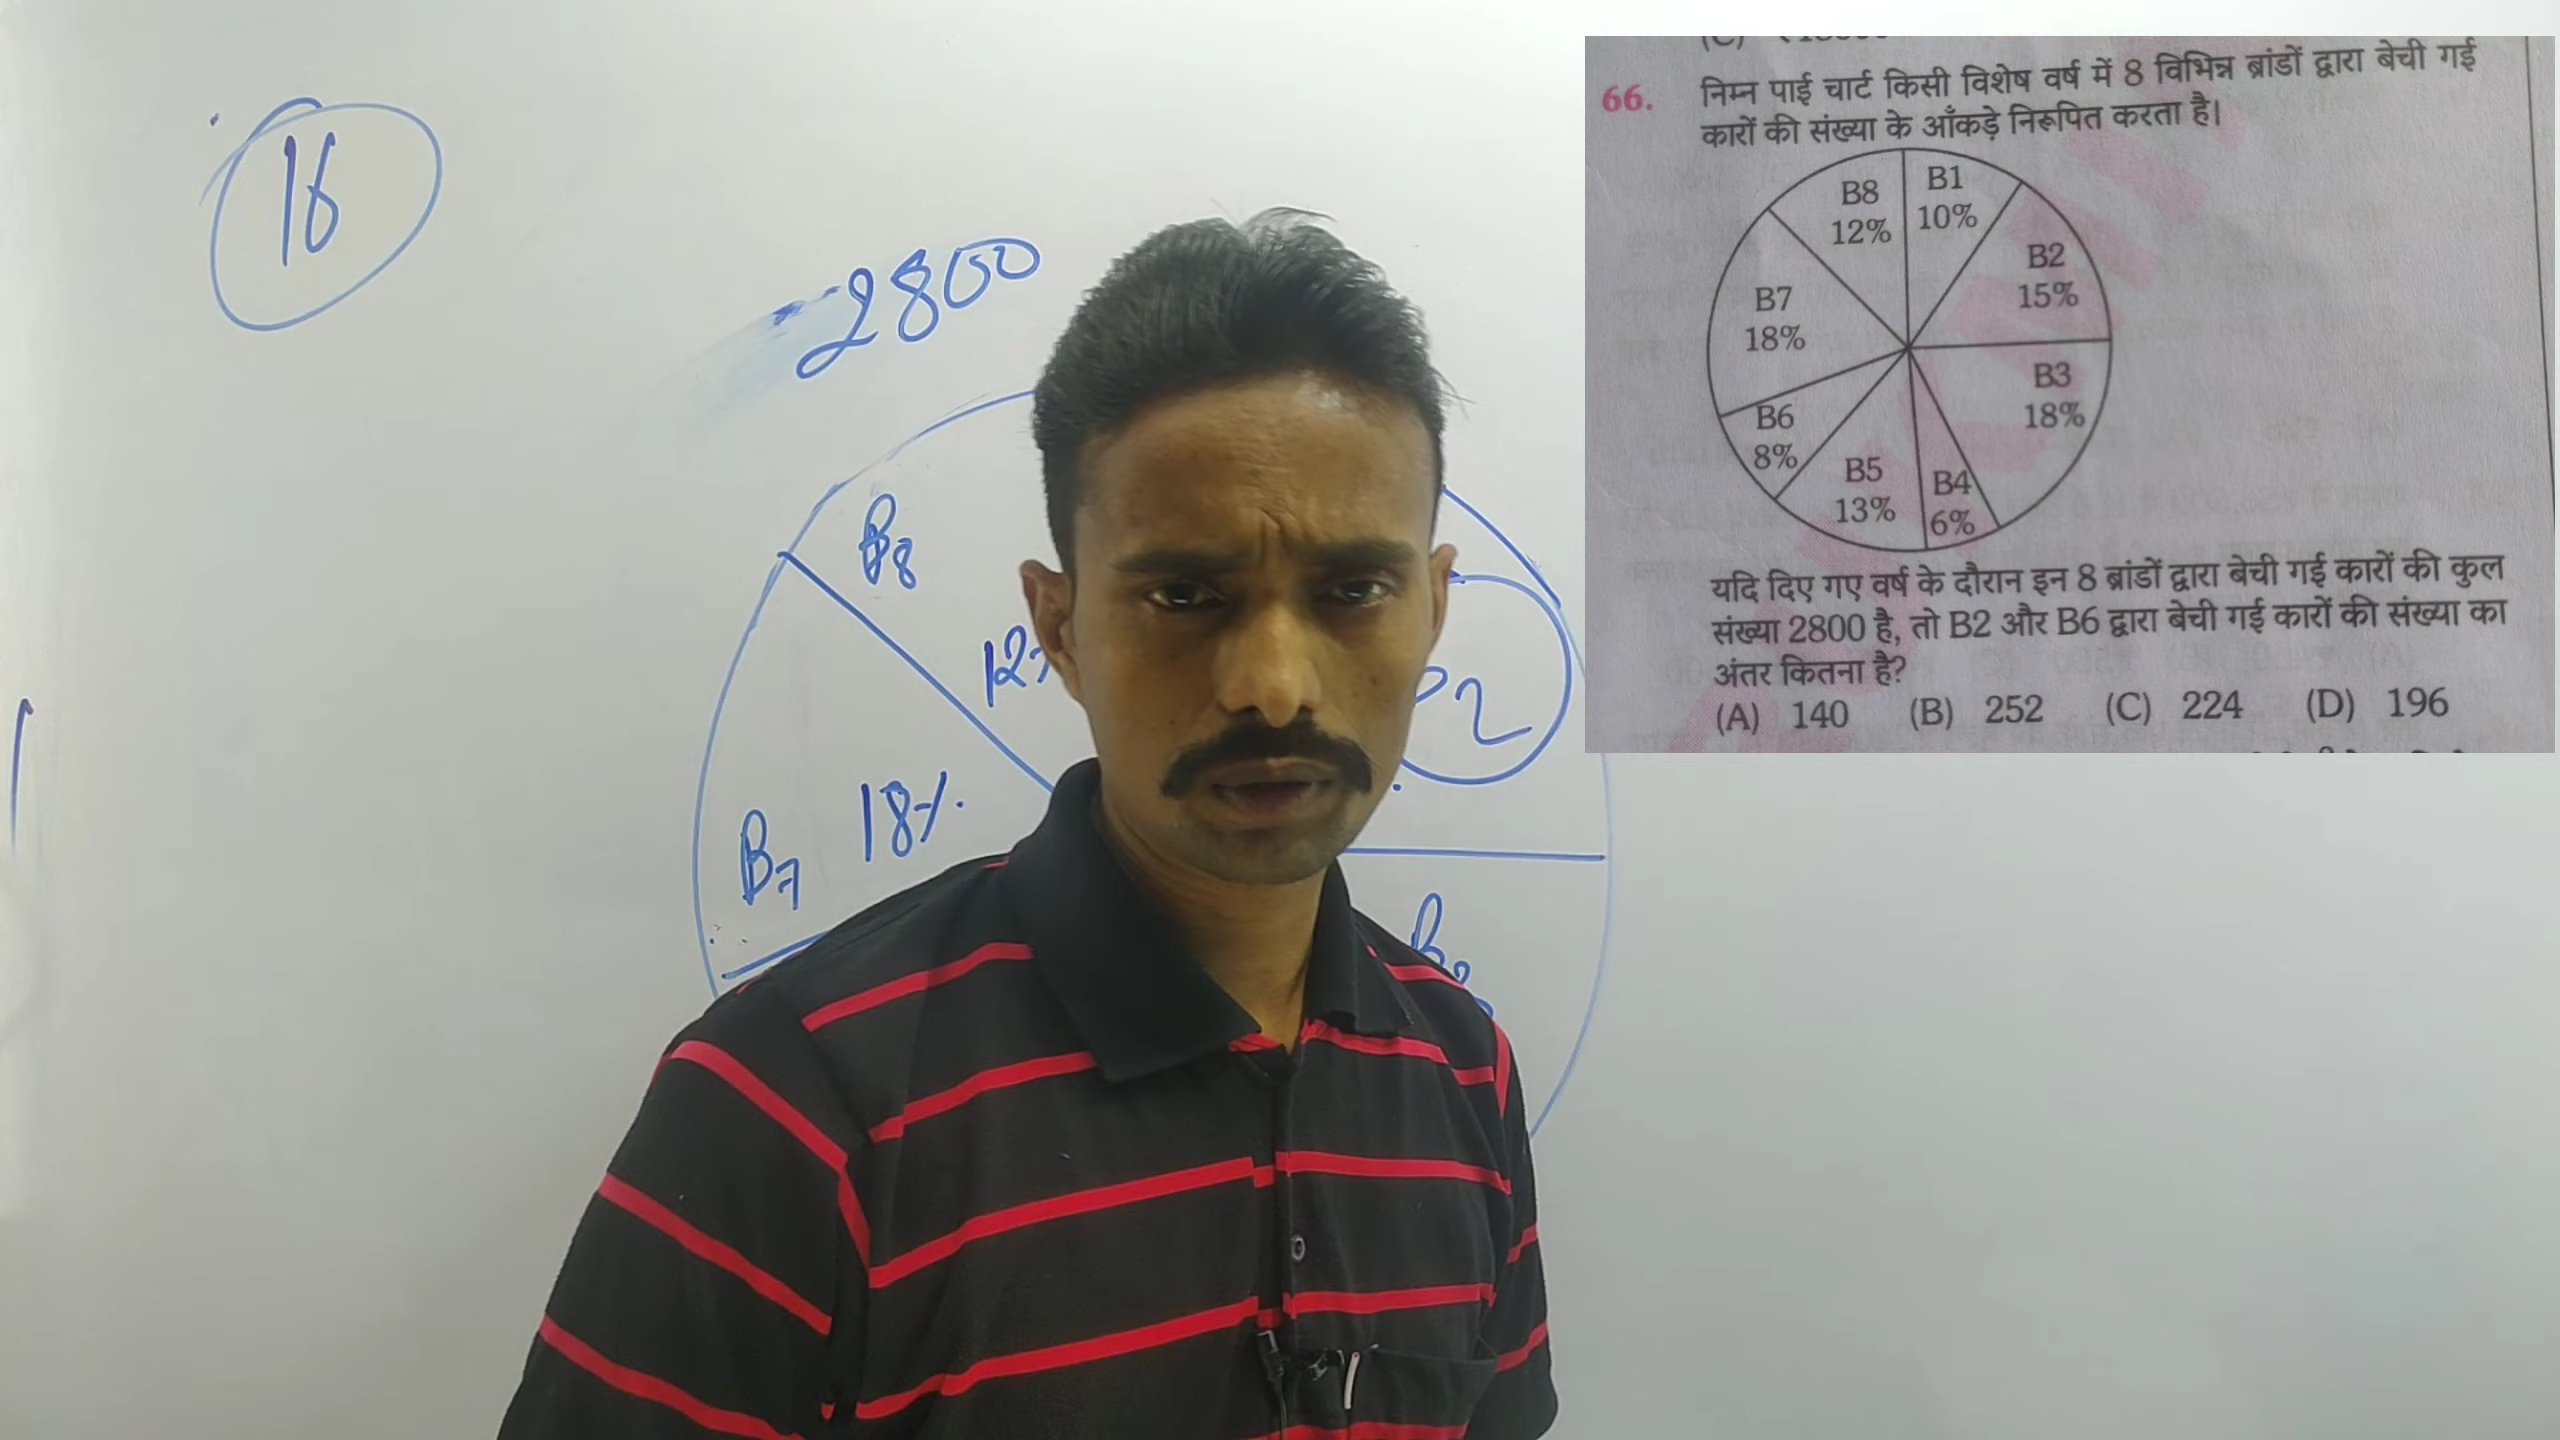 16
2800
B8
12%
B7
18%
2
B3
66.
निम्न पाई चार्ट किसी विशेष वर्ष में 8 विभिन्न ब्रांडों द्वारा बेची गई
कारों की संख्या के आँकड़े निरूपित करता है।
B8
12%
B1
10%
B2
15%
B7
18%
B3
18%
B6
8%
B5
13%
B4
6%
यदि दिए गए वर्ष के दौरान इन 8 ब्रांडों द्वारा बेची गई कारों की कुल
संख्या 2800 है, तो B2 और B6 द्वारा बेची गई कारों की संख्या का
अंतर कितना है?
(A) 140 (B) 252 (C) 224 (D) 196